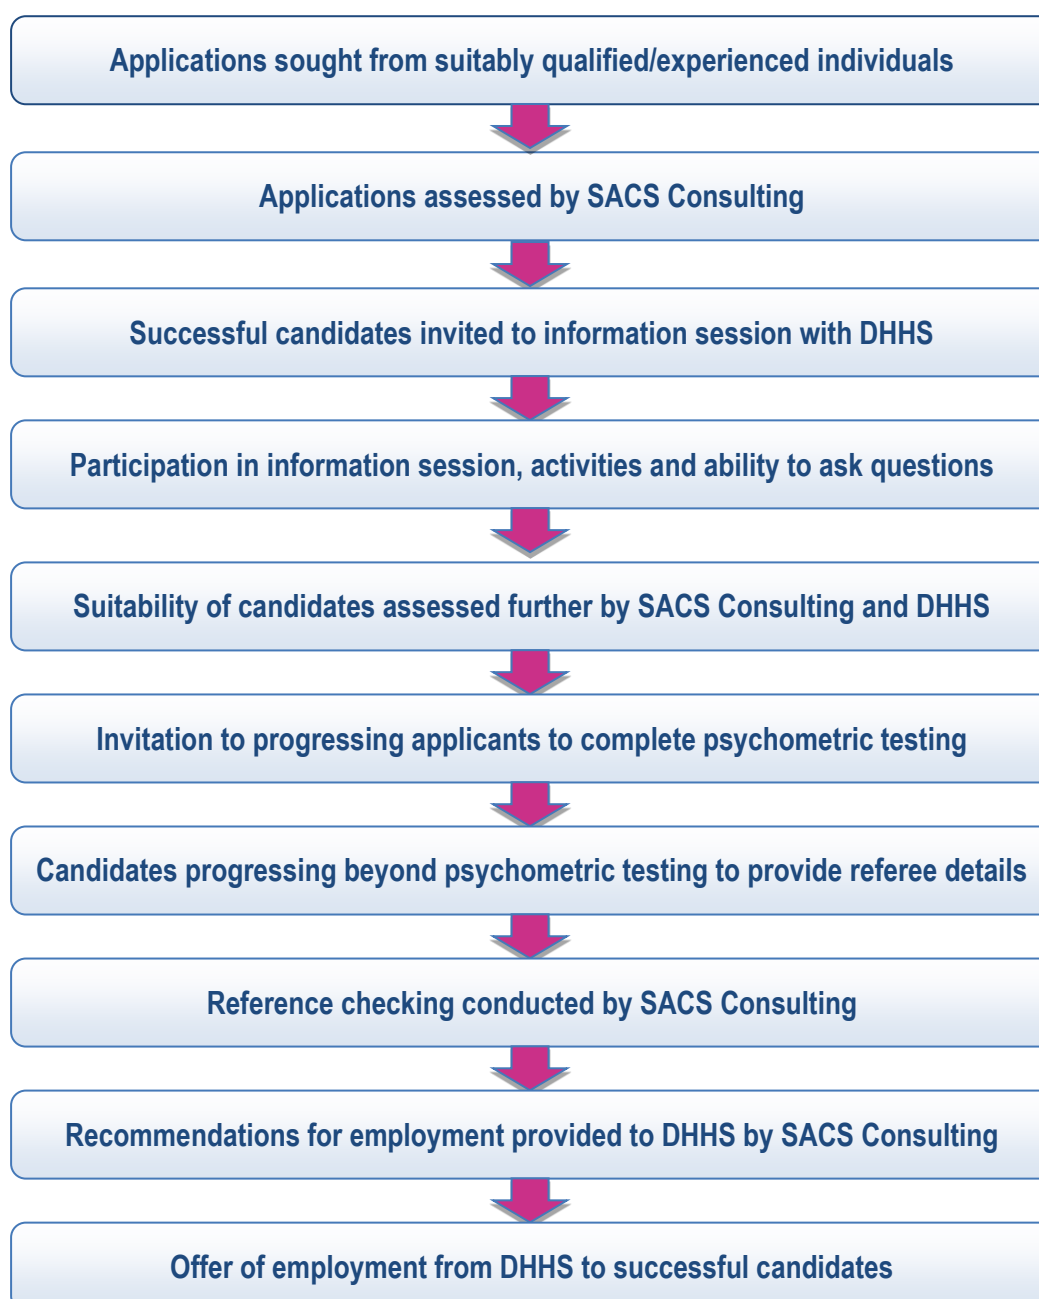 Applications sought from suitably qualified/experienced individuals
Applications assessed by SACS Consulting
Successful candidates invited to information session with DHHS
Participation in information session, activities and ability to ask questions
Suitability of candidates assessed further by SACS Consulting and DHHS
Invitation to progressing applicants to complete psychometric testing
Candidates progressing beyond psychometric testing to provide referee details
Reference checking conducted by SACS Consulting
Recommendations for employment provided to DHHS by SACS Consulting
Offer of employment from DHHS to successful candidates